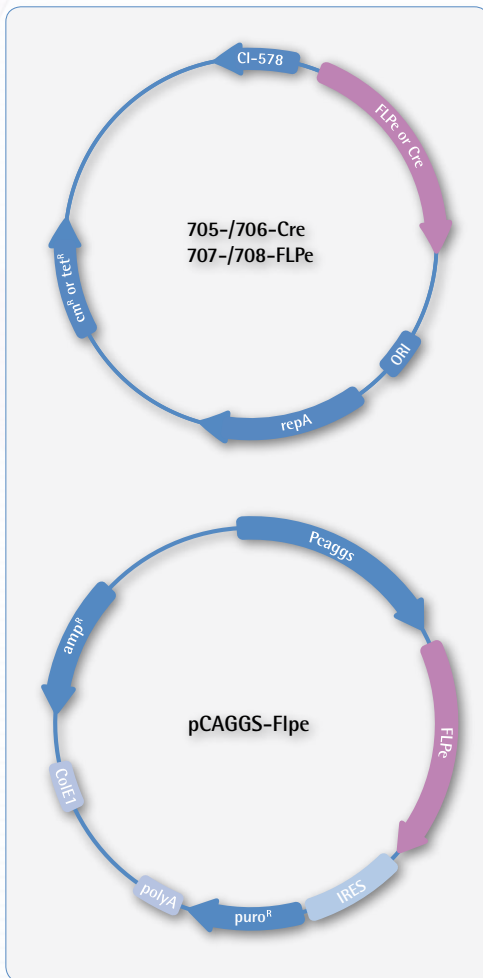 CI-578
FLPe or Cre
705-/706-Cre
707-/708-FLPe
cmᴿ or tetᴿ
ORI
repA
Pcaggs
ampᴿ
pCAGGS-Flpe
FLPe
ColE1
IRES
polyA
puroᴿ